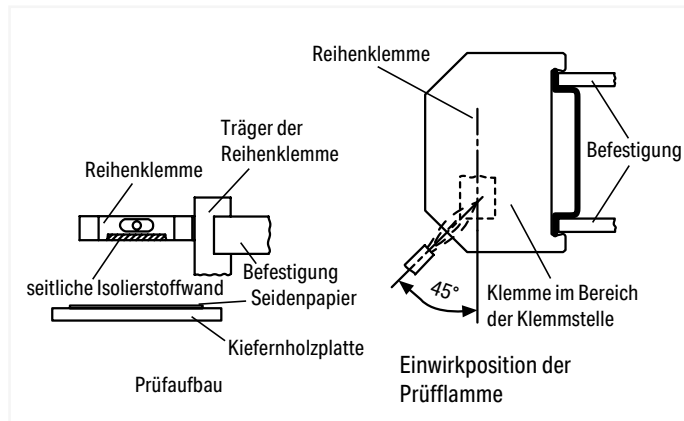 Reihenklemme
Träger der
Reihenklemme
Reihenklemme
Befestigung
seitliche Isolierstoffwand
Befestigung
Seidenpapier
45°
Klemme im Bereich
der Klemmstelle
Kiefernholzplatte
Einwirkposition der
Prüfflamme
Prüfaufbau